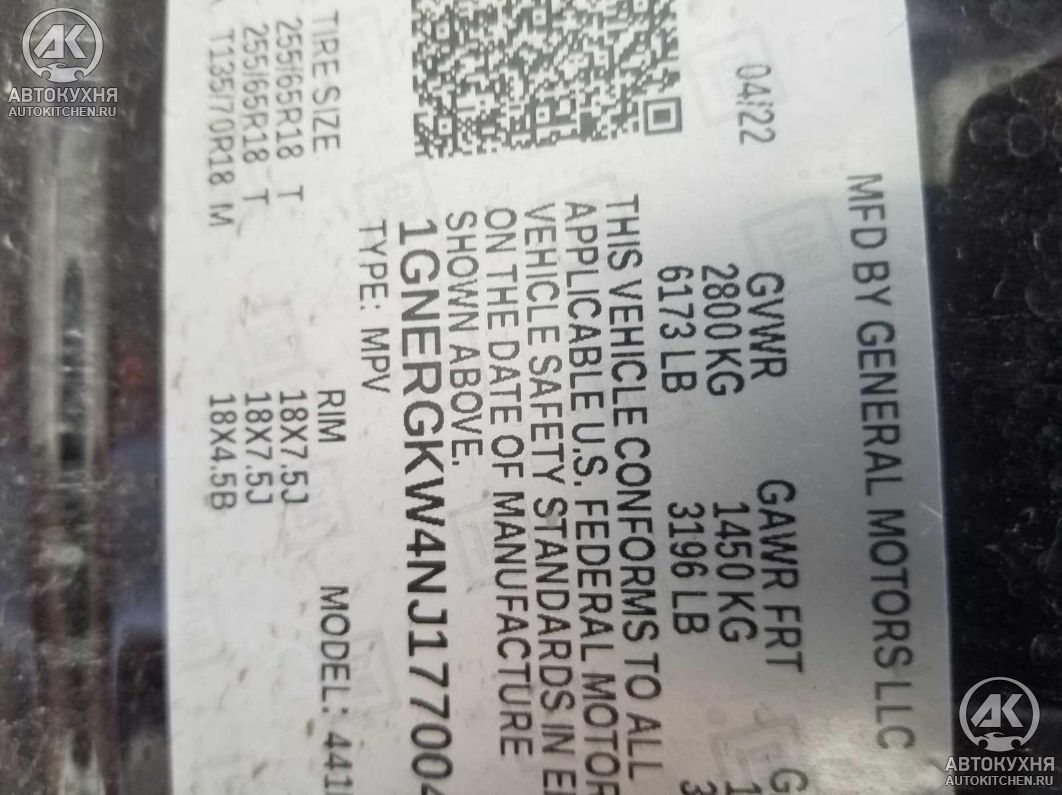 MFD BY GENERAL MOTORS LLC
04/22 GVWR GAWR FRT
2800 KG 1450 KG
6173 LB 3196 LB
THIS VEHICLE CONFORMS TO ALL
APPLICABLE U.S. FEDERAL MOTOR
VEHICLE SAFETY STANDARDS IN
ON THE DATE OF MANUFACTURE
SHOWN ABOVE.
1GNERGKW4NJ17700
TYPE: MPV MODEL:
TIRE SIZE RIM
255/65R18 T 18X7.5J
255/65R18 T 18X7.5J
T135/70R18 M 18X4.5B
АК
АВТОКУХНЯ
AUTOKITCHEN.RU
АК
АВТОКУХНЯ
AUTOKITCHEN.RU